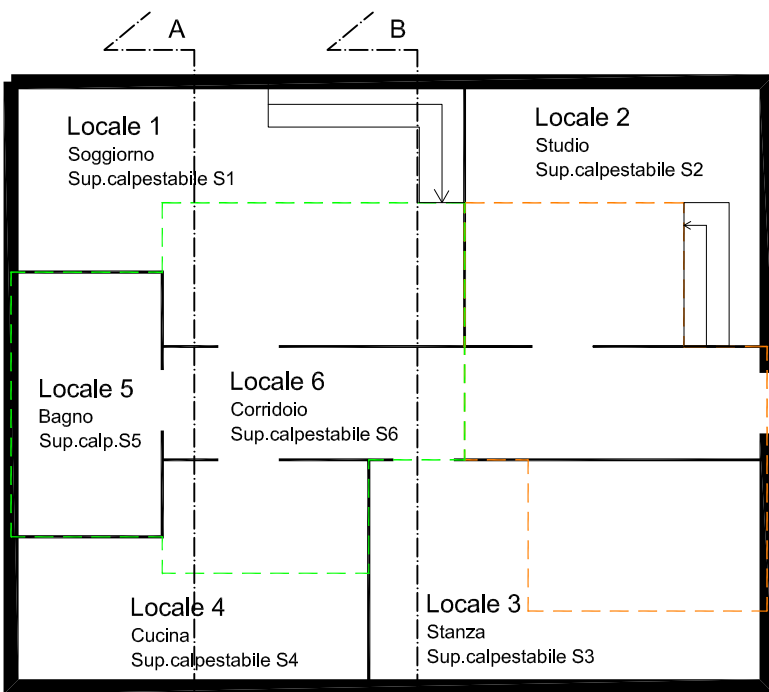 A
B
Locale 1
Soggiorno
Sup.calpestabile S1
Locale 2
Studio
Sup.calpestabile S2
Locale 5
Bagno
Sup.calp.S5
Locale 6
Corridoio
Sup.calpestabile S6
Locale 4
Cucina
Sup.calpestabile S4
Locale 3
Stanza
Sup.calpestabile S3